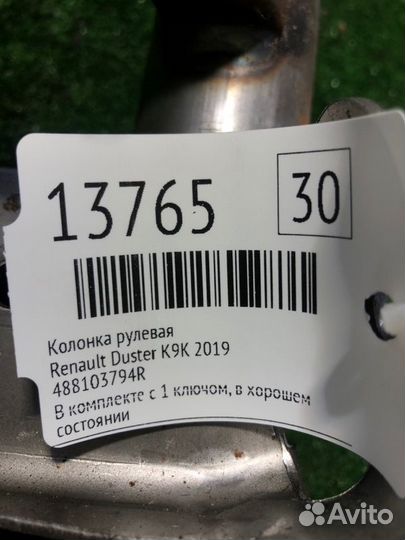 13765
30
Колонка рулевая
Renault Duster K9K 2019
488103794R
В комплекте с 1 ключом, в хорошем
состоянии
Avito